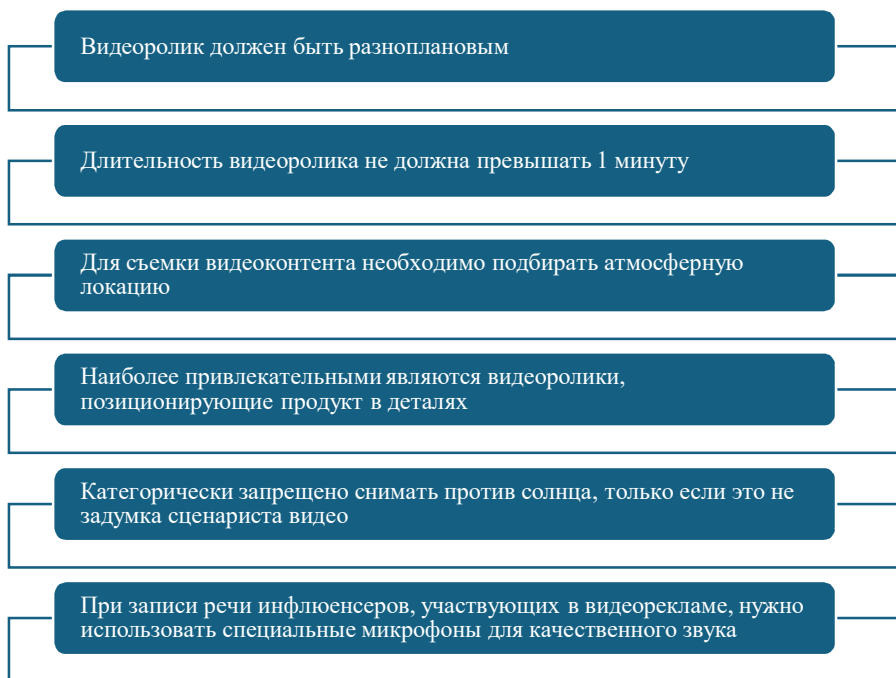 Видеоролик должен быть разноплановым
Длительность видеоролика не должна превышать 1 минуту
Для съемки видеоконтента необходимо подбирать атмосферную
локацию
Наиболее привлекательными являются видеоролики,
позиционирующие продукт в деталях
Категорически запрещено снимать против солнца, только если это не
задумка сценариста видео
При записи речи инфлюенсеров, участвующих в видеорекламе, нужно
использовать специальные микрофоны для качественного звука